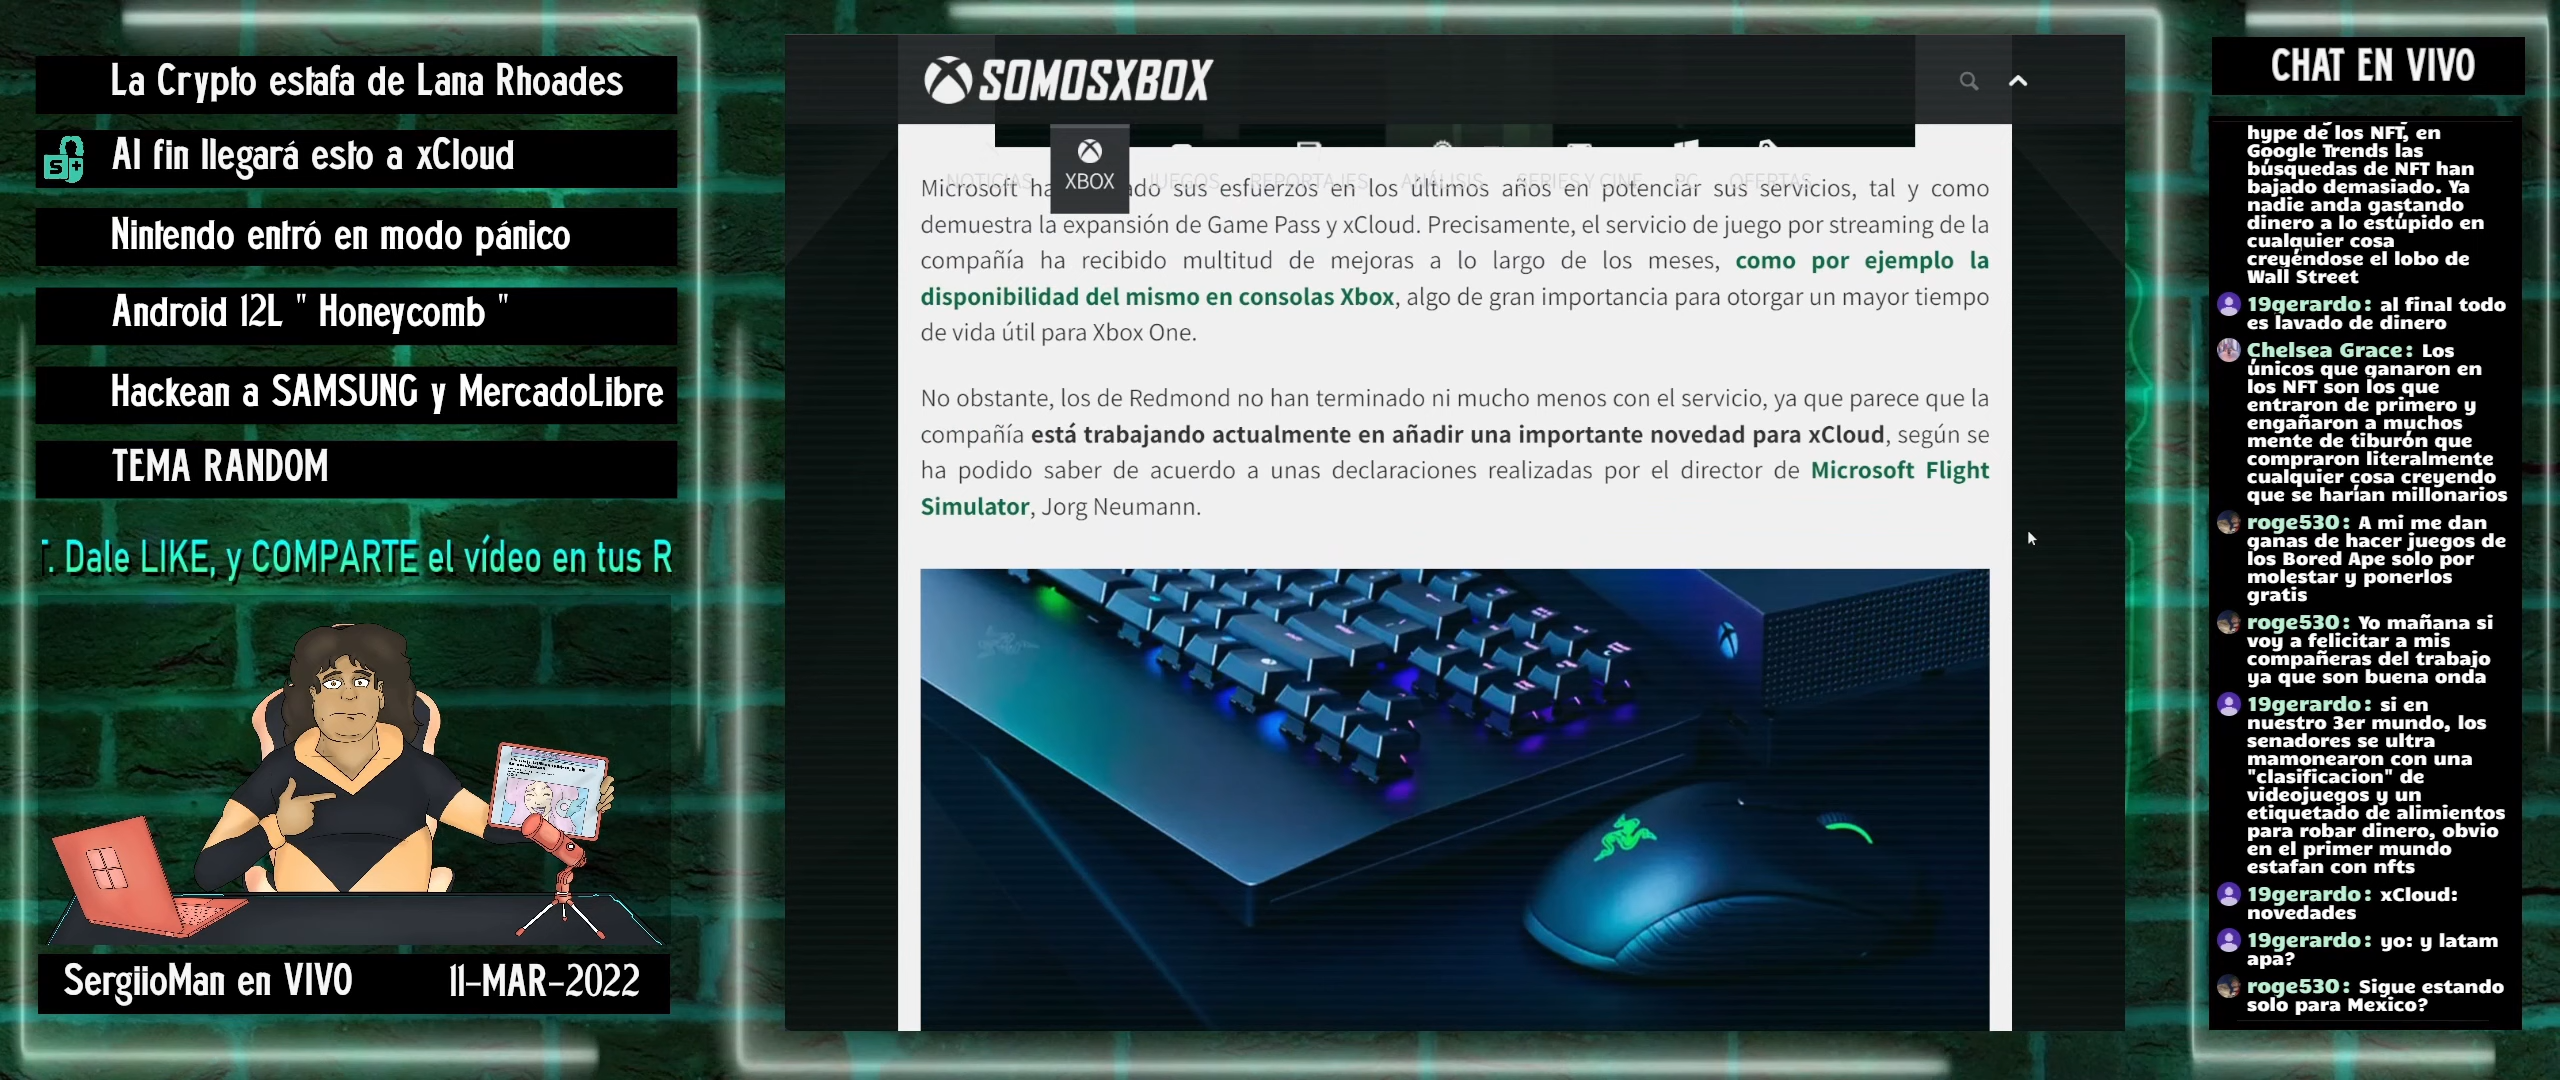 La Crypto estafa de Lana Rhoades
Al fin llegará esto a xCloud
Nintendo entró en modo pánico
Android 12L " Honeycomb "
Hackean a SAMSUNG y MercadoLibre
TEMA RANDOM
. Dale LIKE, y COMPARTE el vídeo en tus R
SergiioMan en VIVO
11-MAR-2022
SOMOSXBOX
NOTICIAS XBOX JUEGOS REPORTAJES ANÁLISIS SERIES Y CINE PC OFERTAS
Microsoft ha sus esfuerzos en los últimos años en potenciar sus servicios, tal y como
demuestra la expansión de Game Pass y xCloud. Precisamente, el servicio de juego por streaming de la
compañía ha recibido multitud de mejoras a lo largo de los meses, como por ejemplo la
disponibilidad del mismo en consolas Xbox, algo de gran importancia para otorgar un mayor tiempo
de vida útil para Xbox One.
No obstante, los de Redmond no han terminado ni mucho menos con el servicio, ya que parece que la
compañía está trabajando actualmente en añadir una importante novedad para xCloud, según se
ha podido saber de acuerdo a unas declaraciones realizadas por el director de Microsoft Flight
Simulator, Jorg Neumann.
CHAT EN VIVO
hype de los NFT, en
Google Trends las
búsquedas de NFT han
bajado demasiado. Ya
nadie anda gastando
dinero a lo estúpido en
cualquier cosa
creyéndose el lobo de
Wall Street
19gerardo: al final todo
es lavado de dinero
Chelsea Grace: Los
únicos que ganaron en
los NFT son los que
entraron de primero y
engañaron a muchos
mente de tiburón que
compraron literalmente
cualquier cosa creyendo
que se harían millonarios
roge530: A mi me dan
ganas de hacer juegos de
los Bored Ape solo por
molestar y ponerlos
gratis
roge530: Yo mañana si
voy a felicitar a mis
compañeras del trabajo
ya que son buena onda
19gerardo: si en
nuestro 3er mundo, los
senadores se ultra
mamonearon con una
"clasificacion" de
videojuegos y un
etiquetado de alimientos
para robar dinero, obvio
en el primer mundo
estafan con nfts
19gerardo: xCloud:
novedades
19gerardo: yo: y latam
apa?
roge530: Sigue estando
solo para Mexico?